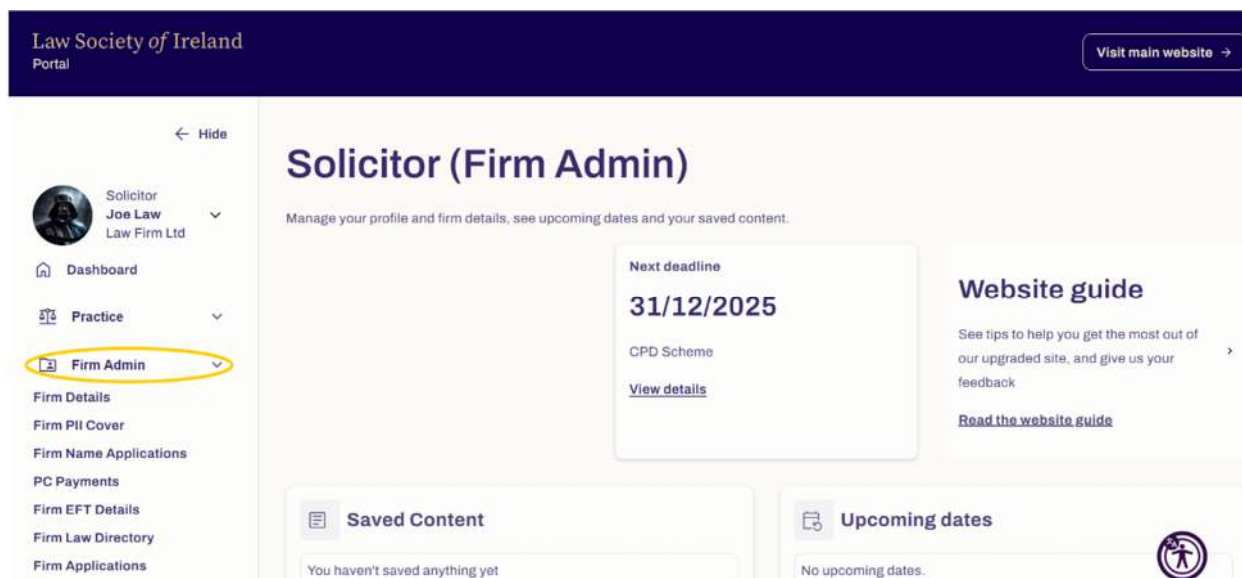 Law Society of Ireland
Portal
Visit main website →
← Hide
Solicitor
Joe Law
Law Firm Ltd
Dashboard
Practice
Firm Admin
Firm Details
Firm PII Cover
Firm Name Applications
PC Payments
Firm EFT Details
Firm Law Directory
Firm Applications
Solicitor (Firm Admin)
Manage your profile and firm details, see upcoming dates and your saved content.
Next deadline
31/12/2025
CPD Scheme
View details
Website guide
See tips to help you get the most out of
our upgraded site, and give us your
feedback
Read the website guide
Saved Content
You haven't saved anything yet
Upcoming dates
No upcoming dates.